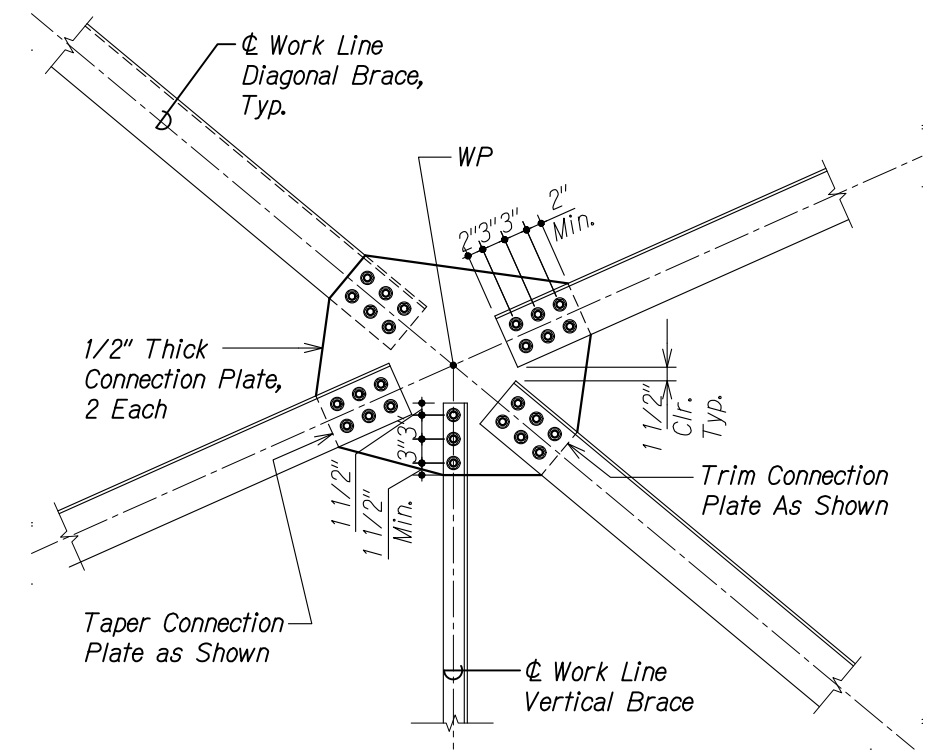 ℄ Work Line
Diagonal Brace,
Typ.
WP
2"3"3"
2"
Min.
1/2" Thick
Connection Plate,
2 Each
1 1/2"
Clr.
Typ.
3"3"
1 1/2"
1 1/2"
Min.
Trim Connection
Plate As Shown
Taper Connection
Plate as Shown
℄ Work Line
Vertical Brace